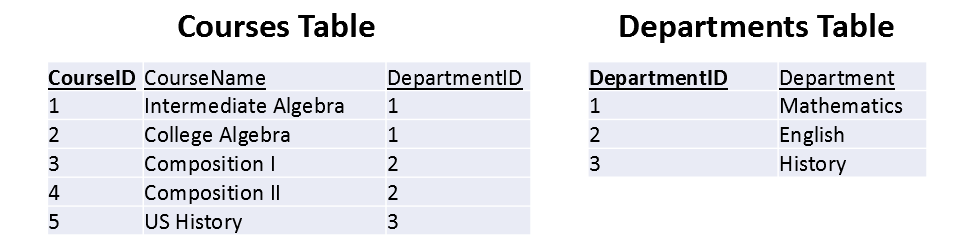 Courses Table
CourseID CourseName DepartmentID
1 Intermediate Algebra 1
2 College Algebra 1
3 Composition I 2
4 Composition II 2
5 US History 3
Departments Table
DepartmentID Department
1 Mathematics
2 English
3 History